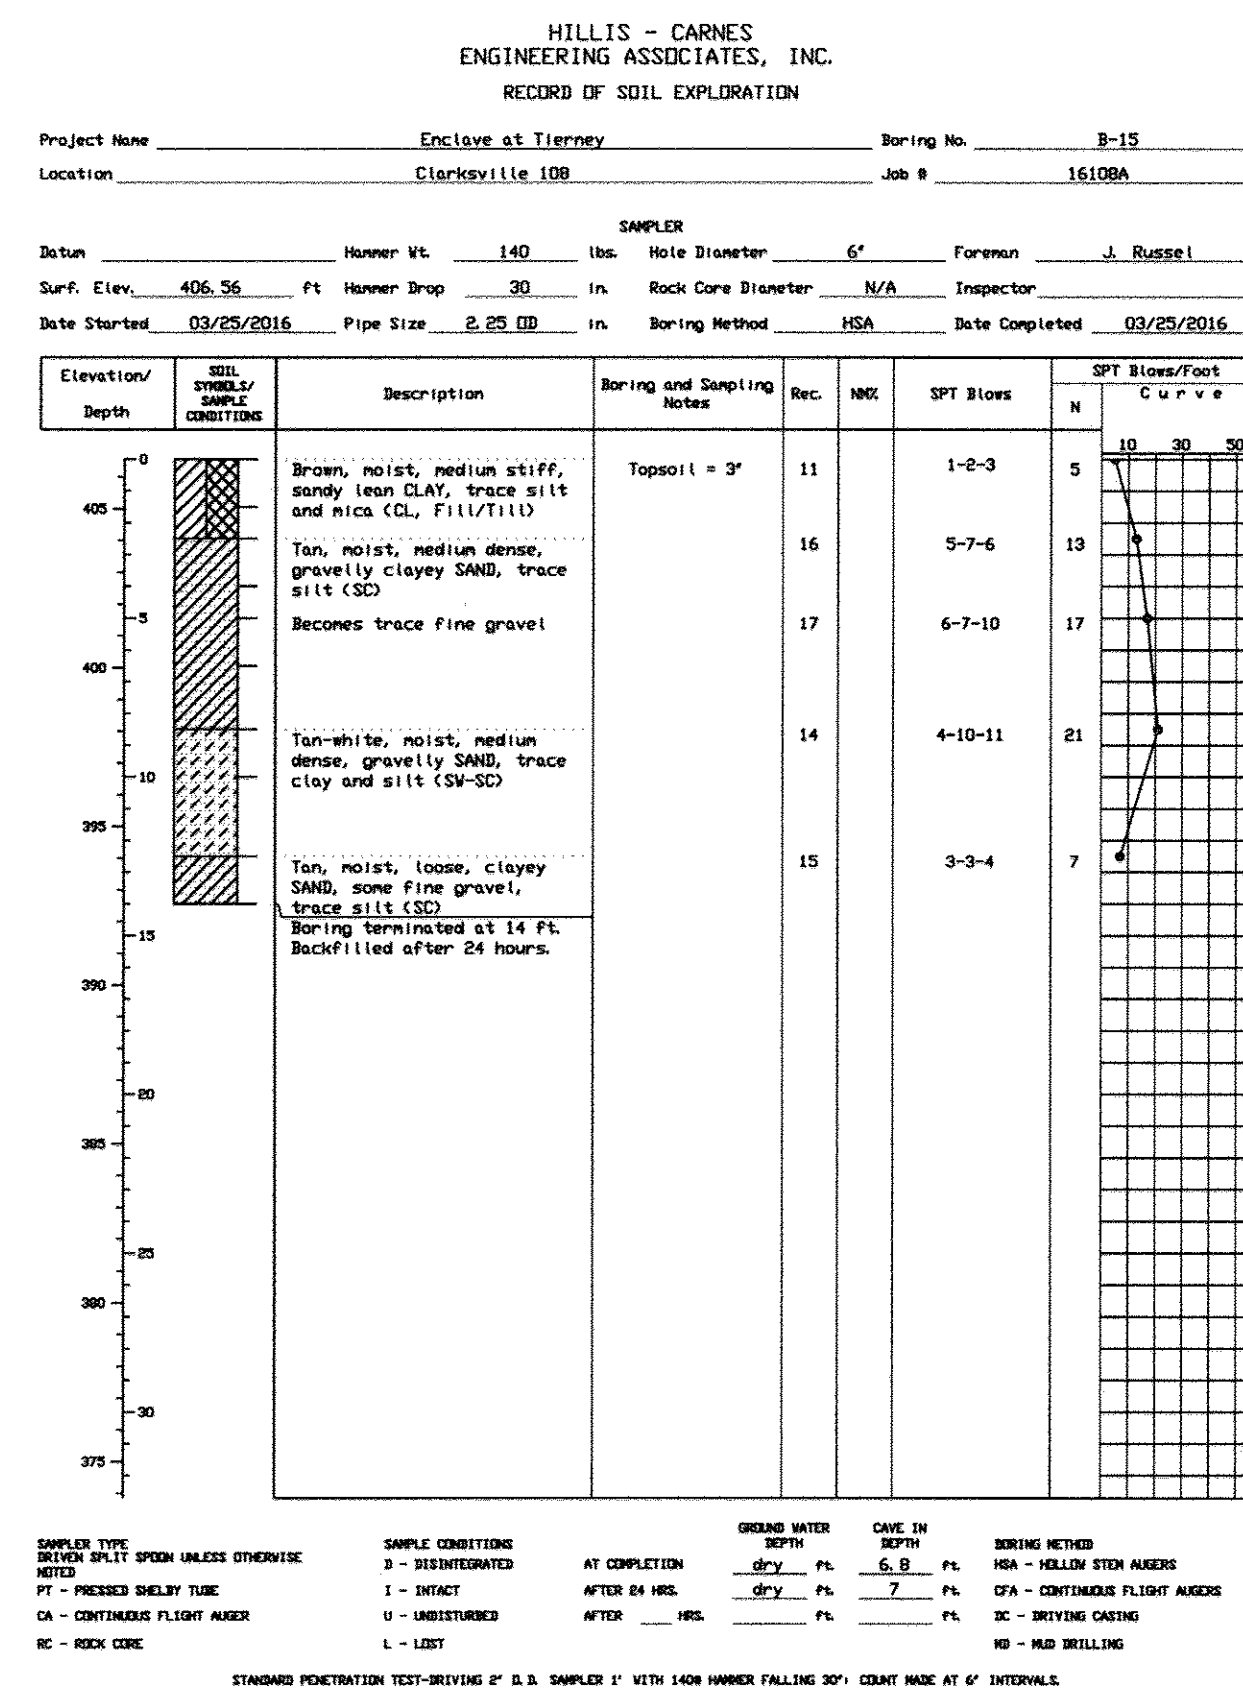 HILLIS - CARNES
ENGINEERING ASSOCIATES, INC.
RECORD OF SOIL EXPLORATION
Project Name Enclave at Tierney Boring No. B-15
Location Clarksville 108 Job # 16108A
SAMPLER
Datum Hammer Wt. 140 lbs. Hole Diameter 6" Foreman J. Russel
Surf. Elev. 406.56 ft Hammer Drop 30 in. Rock Core Diameter N/A Inspector
Date Started 03/25/2016 Pipe Size 2.25 OD in. Boring Method HSA Date Completed 03/25/2016
Elevation/
Depth
SOIL
SYMBOLS/
SAMPLE
CONDITIONS
Description
Boring and Sampling
Notes
Rec.
NM%
SPT Blows
SPT Blows/Foot
N
Curve
10 30 50
0
Brown, moist, medium stiff,
sandy lean CLAY, trace silt
and mica (CL, Fill/Till)
Topsoil = 3" 11 1-2-3 5
405
Tan, moist, medium dense,
gravelly clayey SAND, trace
silt (SC)
16 5-7-6 13
5
Becomes trace fine gravel 17 6-7-10 17
400
Tan-white, moist, medium
dense, gravelly SAND, trace
clay and silt (SW-SC)
14 4-10-11 21
10
395
Tan, moist, loose, clayey
SAND, some fine gravel,
trace silt (SC)
15 3-3-4 7
Boring terminated at 14 ft.
Backfilled after 24 hours.
15
390
20
385
25
380
30
375
SAMPLER TYPE
DRIVEN SPLIT SPOON UNLESS OTHERWISE
NOTED
PT - PRESSED SHELBY TUBE
CA - CONTINUOUS FLIGHT AUGER
RC - ROCK CORE
SAMPLE CONDITIONS
D - DISINTEGRATED
I - INTACT
U - UNDISTURBED
L - LOST
GROUND WATER
DEPTH
CAVE IN
DEPTH
AT COMPLETION dry ft. 6.8 ft.
AFTER 24 HRS. dry ft. 7 ft.
AFTER ___ HRS. ft. ft.
BORING METHOD
HSA - HOLLOW STEM AUGERS
CFA - CONTINUOUS FLIGHT AUGERS
DC - DRIVING CASING
MD - MUD DRILLING
STANDARD PENETRATION TEST-DRIVING 2" O.D. SAMPLER 1' WITH 140# HAMMER FALLING 30"; COUNT MADE AT 6" INTERVALS.